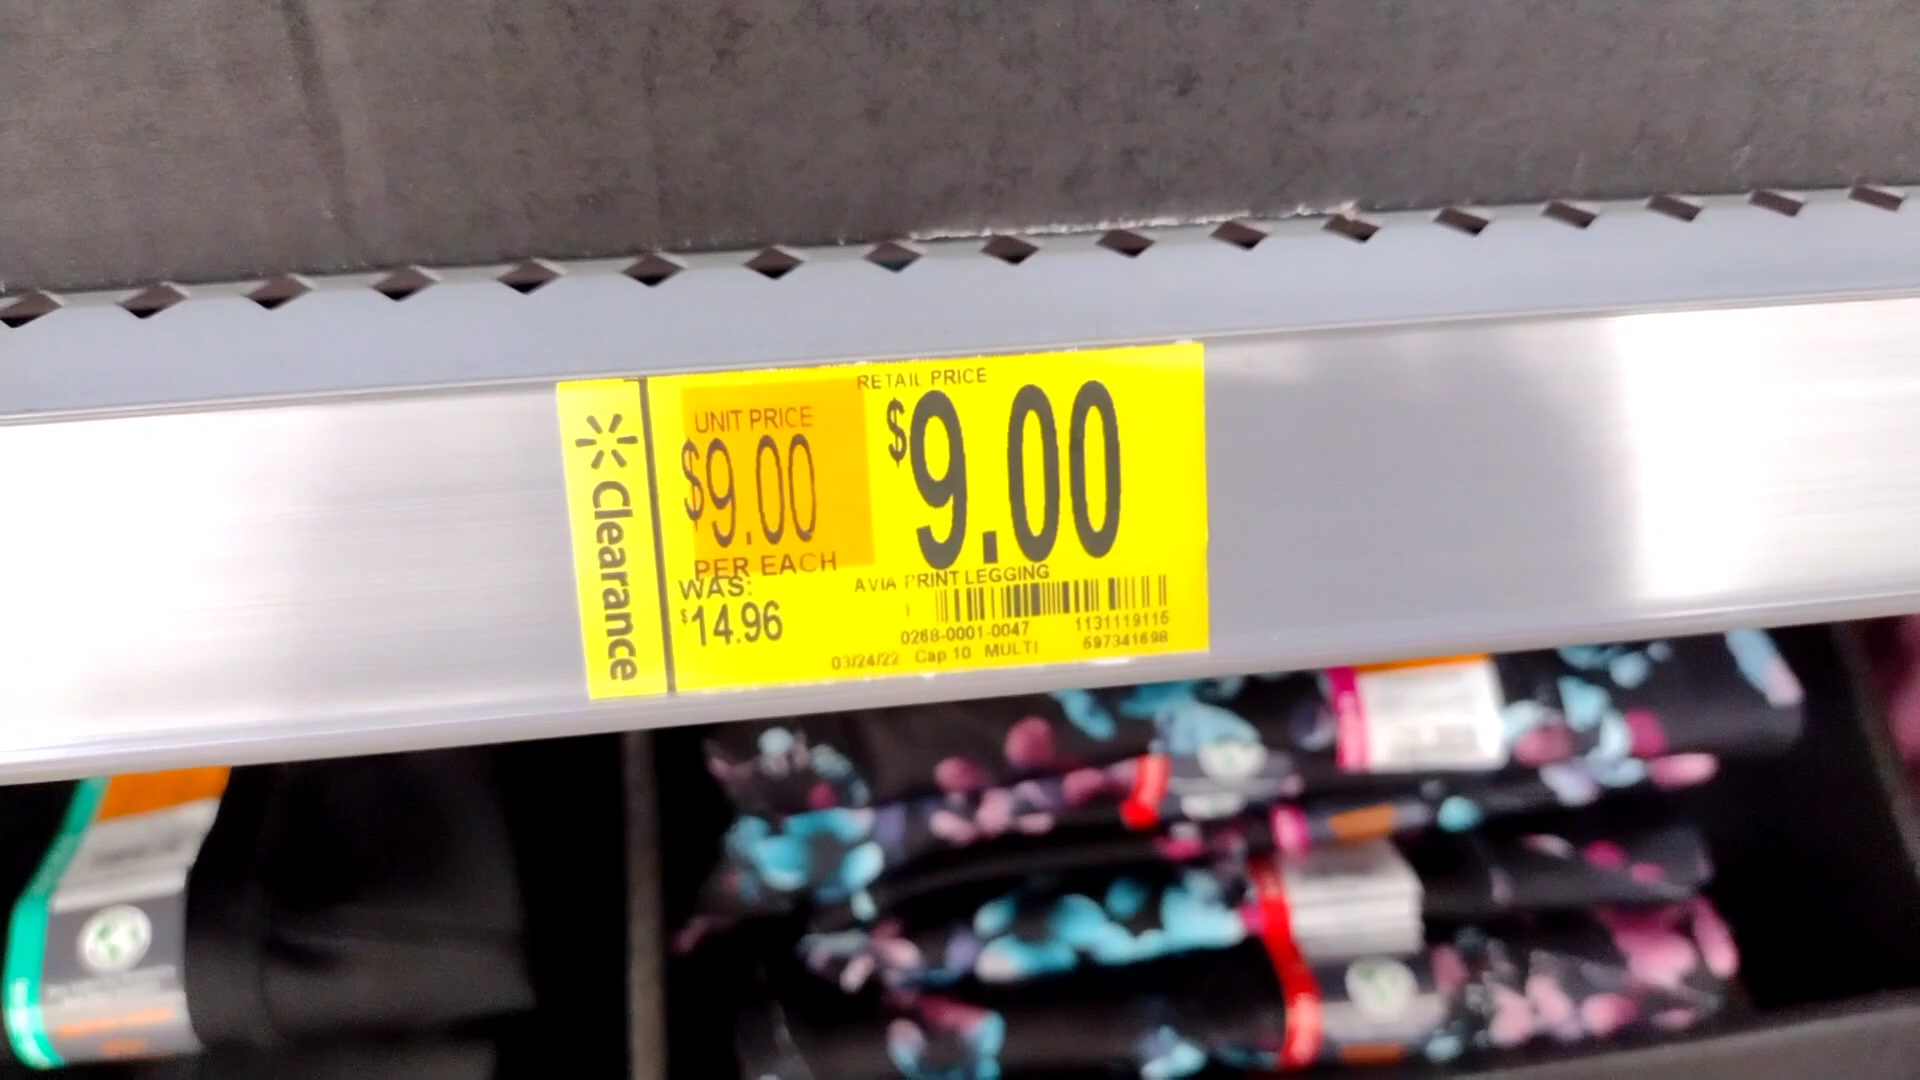 Clearance
UNIT PRICE
$9.00
PER EACH
WAS:
$14.96
RETAIL PRICE
$9.00
AVIA PRINT LEGGING
0268-0001-0047 1131119116
597341698
03/24/22 Cap 10 MULTI